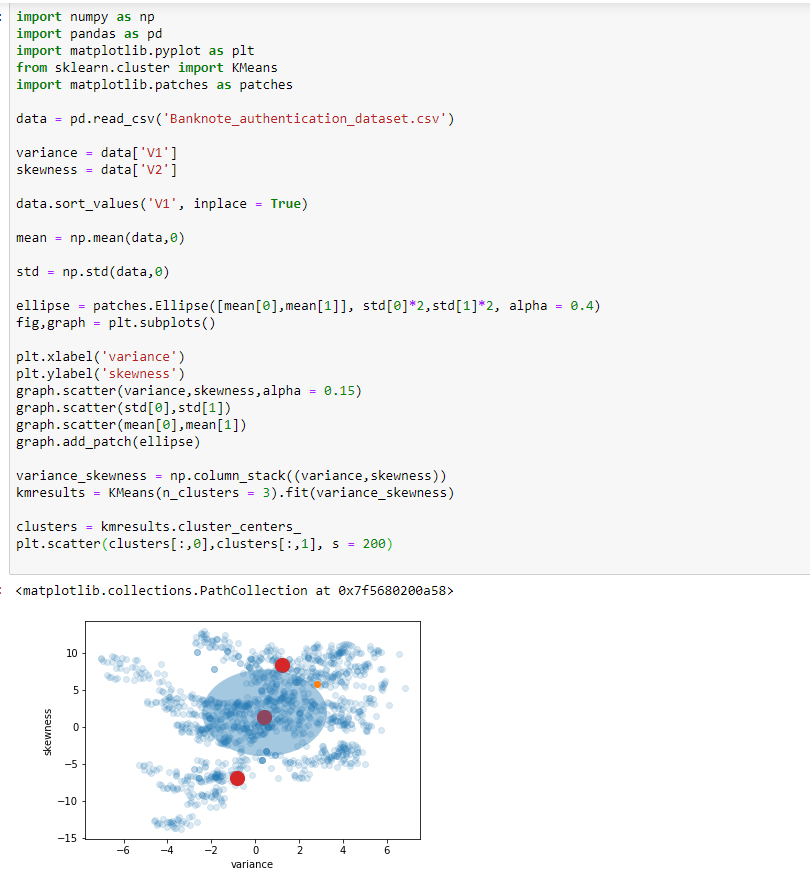 import numpy as np
import pandas as pd
import matplotlib.pyplot as plt
from sklearn.cluster import KMeans
import matplotlib.patches as patches
data = pd.read_csv('Banknote_authentication_dataset.csv')
variance = data['V1']
skewness = data['V2']
data.sort_values('V1', inplace = True)
mean = np.mean(data,0)
std = np.std(data,0)
ellipse = patches.Ellipse([mean[0],mean[1]], std[0]*2,std[1]*2, alpha = 0.4)
fig,graph = plt.subplots()
plt.xlabel('variance')
plt.ylabel('skewness')
graph.scatter(variance,skewness,alpha = 0.15)
graph.scatter(std[0],std[1])
graph.scatter(mean[0],mean[1])
graph.add_patch(ellipse)
variance_skewness = np.column_stack((variance,skewness))
kmresults = KMeans(n_clusters = 3).fit(variance_skewness)
clusters = kmresults.cluster_centers_
plt.scatter(clusters[:,0],clusters[:,1], s = 200)
<matplotlib.collections.PathCollection at 0x7f5680200a58>
10
5
0
−5
−10
−15
skewness
−6 −4 −2 0 2 4 6
variance